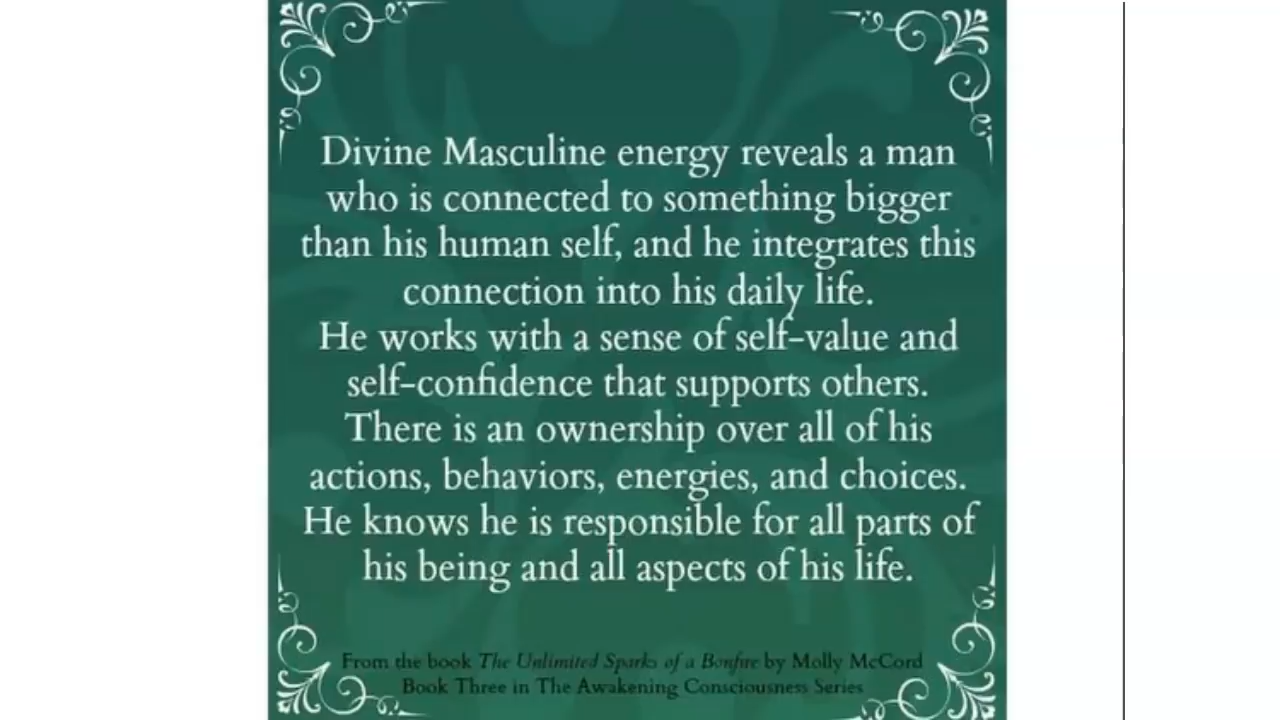 Divine Masculine energy reveals a man
who is connected to something bigger
than his human self, and he integrates this
connection into his daily life.
He works with a sense of self-value and
self-confidence that supports others.
There is an ownership over all of his
actions, behaviors, energies, and choices.
He knows he is responsible for all parts of
his being and all aspects of his life.
From the book The Unlimited Sparks of a Bonfire by Molly McCord
Book Three in The Awakening Consciousness Series